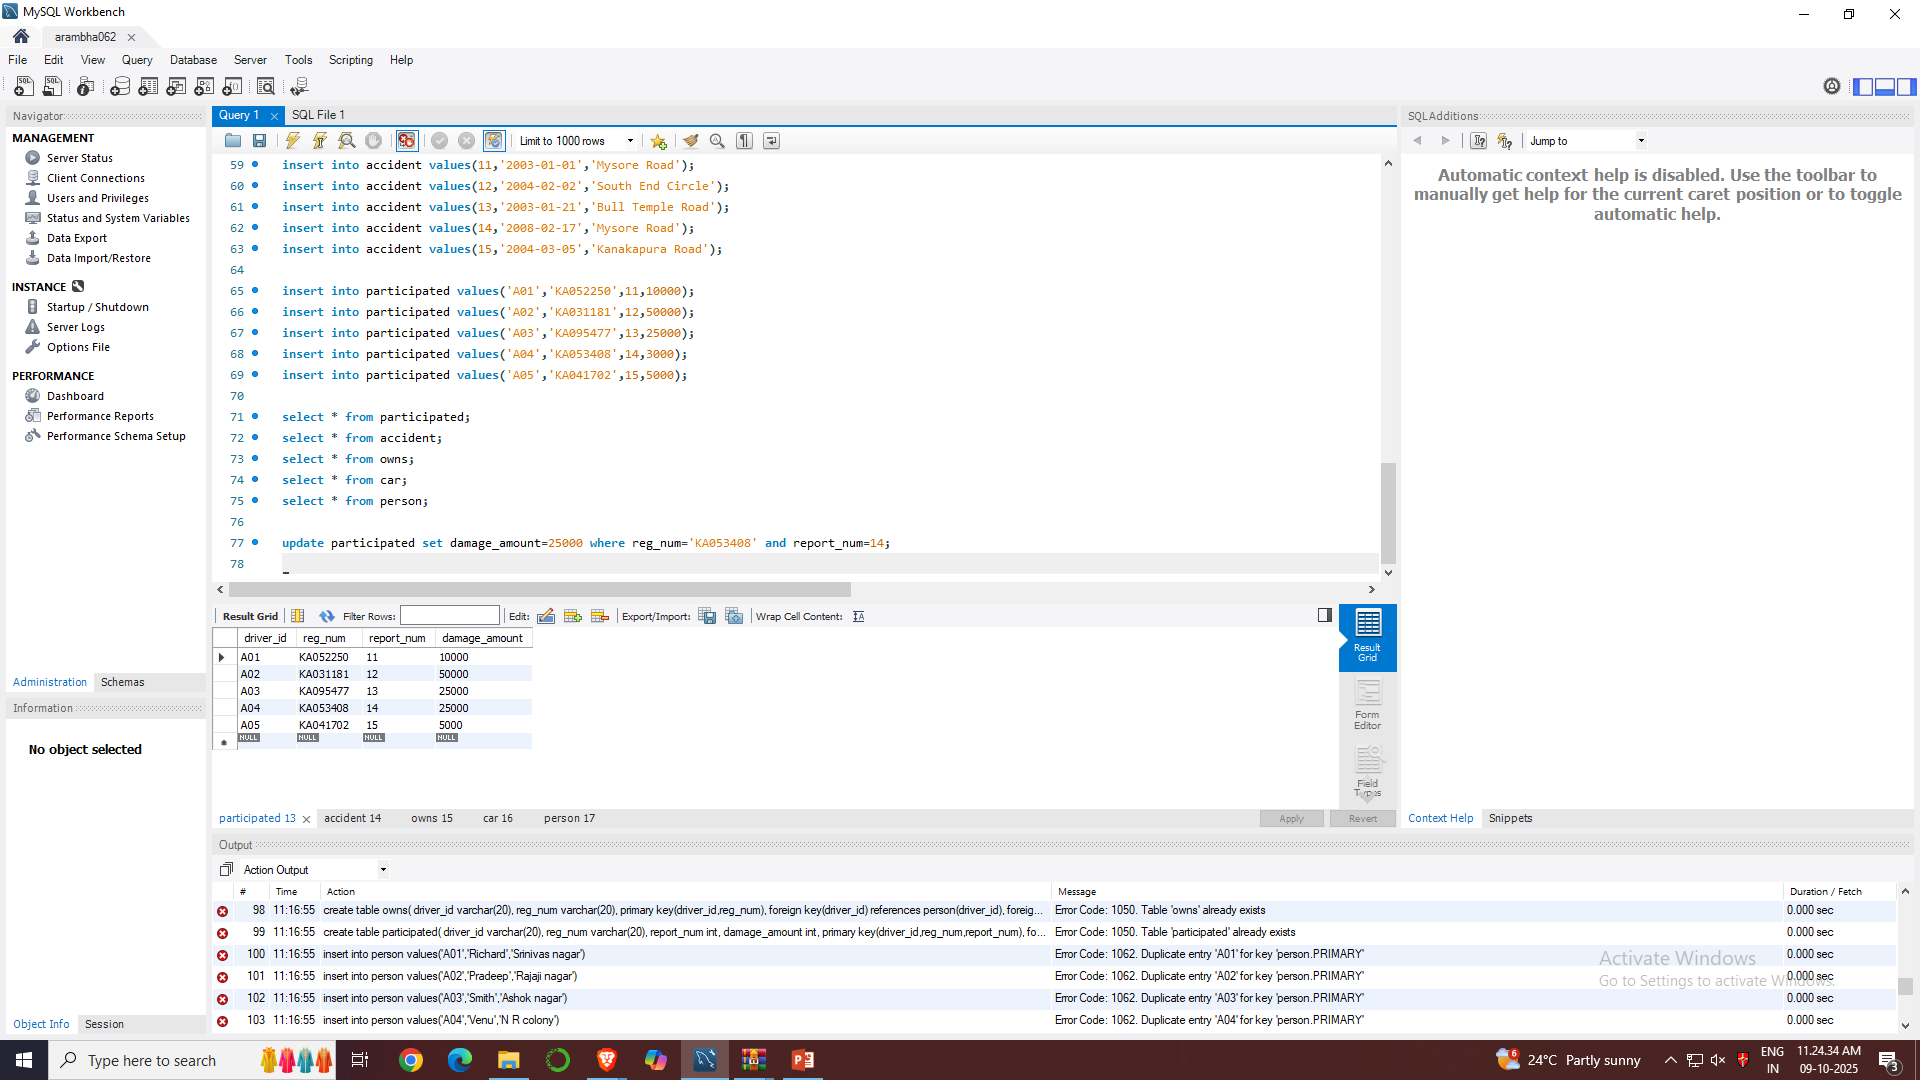 MySQL Workbench
arambha062
File Edit View Query Database Server Tools Scripting Help
Navigator
MANAGEMENT
Server Status
Client Connections
Users and Privileges
Status and System Variables
Data Export
Data Import/Restore
INSTANCE
Startup / Shutdown
Server Logs
Options File
PERFORMANCE
Dashboard
Performance Reports
Performance Schema Setup
Administration Schemas
Information
No object selected
Object Info Session
Query 1 SQL File 1
Limit to 1000 rows
59 insert into accident values(11,'2003-01-01','Mysore Road');
60 insert into accident values(12,'2004-02-02','South End Circle');
61 insert into accident values(13,'2003-01-21','Bull Temple Road');
62 insert into accident values(14,'2008-02-17','Mysore Road');
63 insert into accident values(15,'2004-03-05','Kanakapura Road');
64
65 insert into participated values('A01','KA052250',11,10000);
66 insert into participated values('A02','KA031181',12,50000);
67 insert into participated values('A03','KA095477',13,25000);
68 insert into participated values('A04','KA053408',14,3000);
69 insert into participated values('A05','KA041702',15,5000);
70
71 select * from participated;
72 select * from accident;
73 select * from owns;
74 select * from car;
75 select * from person;
76
77 update participated set damage_amount=25000 where reg_num='KA053408' and report_num=14;
78
Result Grid Filter Rows: Edit: Export/Import: Wrap Cell Content:
driver_id reg_num report_num damage_amount
A01 KA052250 11 10000
A02 KA031181 12 50000
A03 KA095477 13 25000
A04 KA053408 14 25000
A05 KA041702 15 5000
NULL NULL NULL NULL
Result Grid
Form Editor
Field Types
participated 13 accident 14 owns 15 car 16 person 17 Apply Revert
SQLAdditions
Jump to
Automatic context help is disabled. Use the toolbar to
manually get help for the current caret position or to toggle
automatic help.
Context Help Snippets
Output
Action Output
# Time Action Message Duration / Fetch
98 11:16:55 create table owns( driver_id varchar(20), reg_num varchar(20), primary key(driver_id,reg_num), foreign key(driver_id) references person(driver_id), foreig... Error Code: 1050. Table 'owns' already exists 0.000 sec
99 11:16:55 create table participated( driver_id varchar(20), reg_num varchar(20), report_num int, damage_amount int, primary key(driver_id,reg_num,report_num), fo... Error Code: 1050. Table 'participated' already exists 0.000 sec
100 11:16:55 insert into person values('A01','Richard','Srinivas nagar') Error Code: 1062. Duplicate entry 'A01' for key 'person.PRIMARY' 0.000 sec
101 11:16:55 insert into person values('A02','Pradeep','Rajaji nagar') Error Code: 1062. Duplicate entry 'A02' for key 'person.PRIMARY' 0.000 sec
102 11:16:55 insert into person values('A03','Smith','Ashok nagar') Error Code: 1062. Duplicate entry 'A03' for key 'person.PRIMARY' 0.000 sec
103 11:16:55 insert into person values('A04','Venu','N R colony') Error Code: 1062. Duplicate entry 'A04' for key 'person.PRIMARY' 0.000 sec
Activate Windows
Go to Settings to activate Windows.
Type here to search
6
24°C Partly sunny
ENG
IN
11.24.34 AM
09-10-2025
3